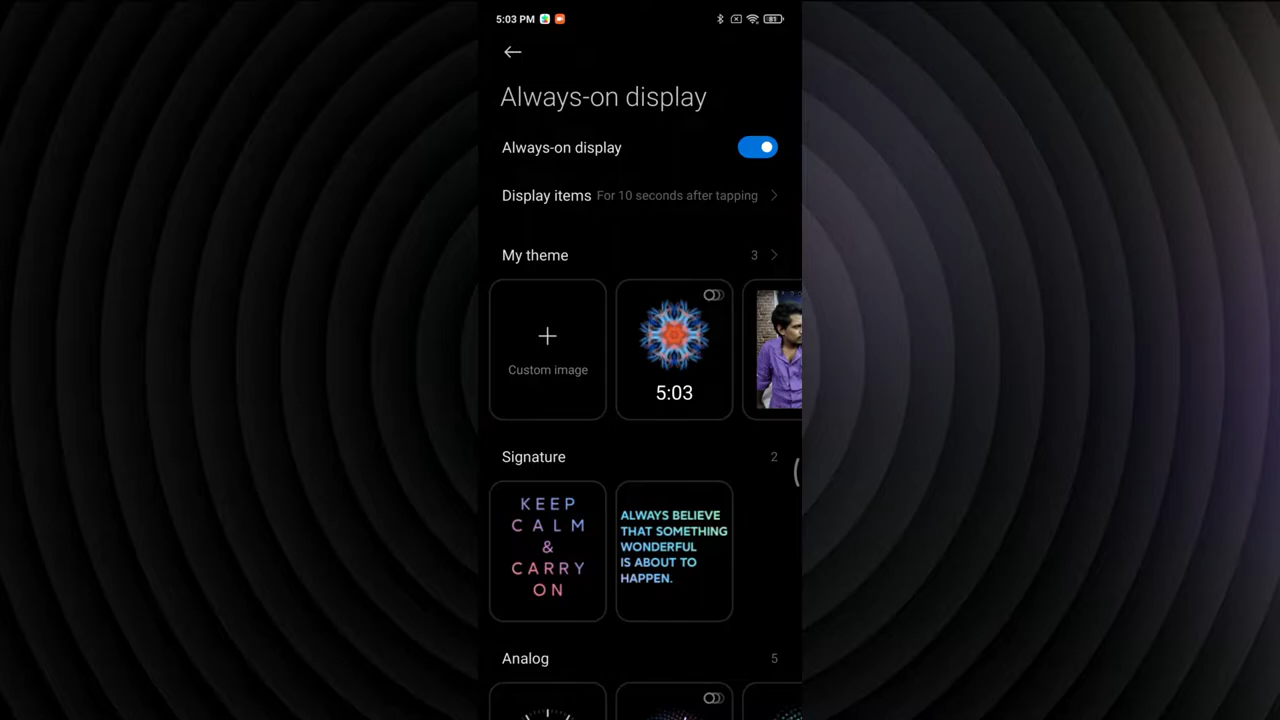 5:03 PM
81
Always-on display
Always-on display
Display items For 10 seconds after tapping
My theme 3
Custom image
5:03
Signature 2
KEEP
CALM
&
CARRY
ON
ALWAYS BELIEVE
THAT SOMETHING
WONDERFUL
IS ABOUT TO
HAPPEN.
Analog 5